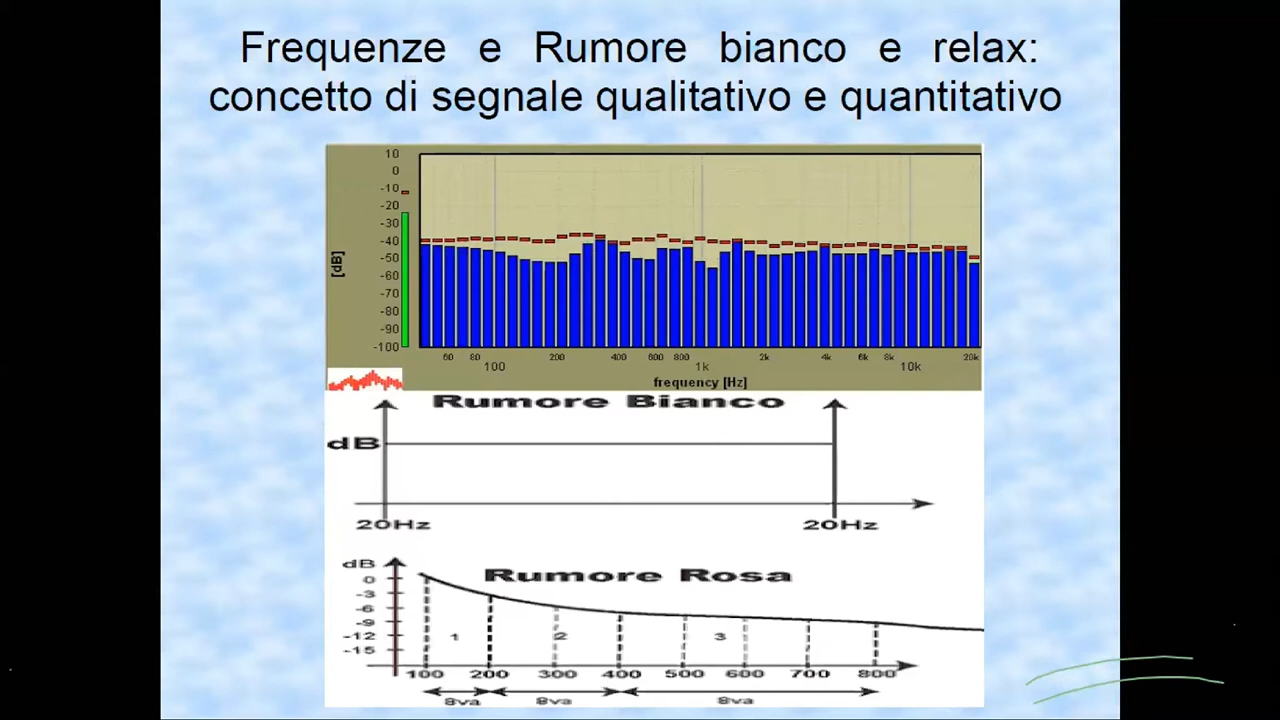 Frequenze e Rumore bianco e relax:
concetto di segnale qualitativo e quantitativo
10
0
-10
-20
-30
-40
-50
-60
-70
-80
-90
-100
[dB]
60 80 200 400 600 800 2k 4k 6k 8k 20k
100 1k 10k
frequency [Hz]
Rumore Bianco
dB
20Hz 20Hz
dB
Rumore Rosa
0
-3
-6
-9
-12
-15
1 2 3
100 200 300 400 500 600 700 800
8va 8va 8va